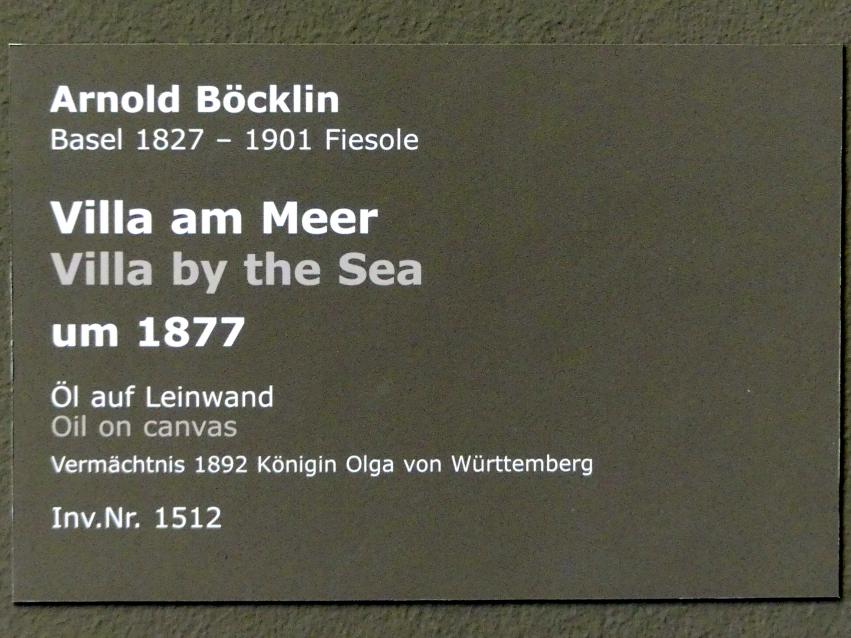 Arnold Böcklin
Basel 1827 – 1901 Fiesole
Villa am Meer
Villa by the Sea
um 1877
Öl auf Leinwand
Oil on canvas
Vermächtnis 1892 Königin Olga von Württemberg
Inv.Nr. 1512